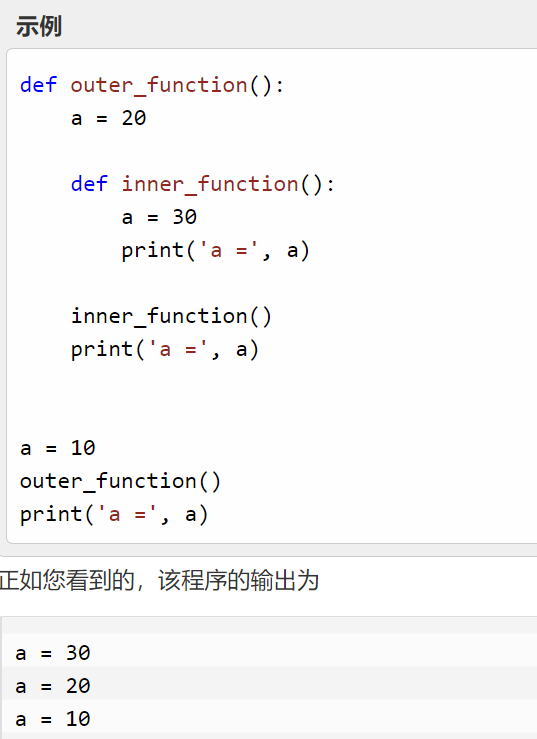 示例
def outer_function():
    a = 20
    def inner_function():
        a = 30
        print('a =', a)
    inner_function()
    print('a =', a)
a = 10
outer_function()
print('a =', a)
正如您看到的，该程序的输出为
a = 30
a = 20
a = 10